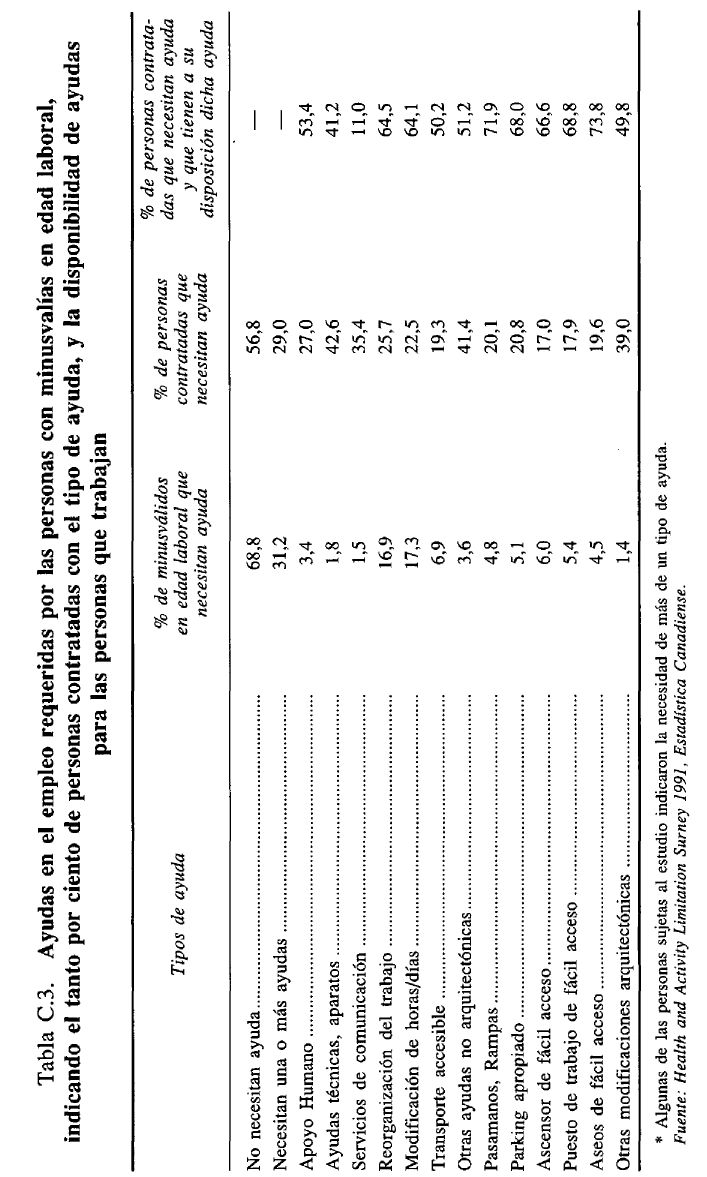 Tabla C.3. Ayudas en el empleo requeridas por las personas con minusvalías en edad laboral,
indicando el tanto por ciento de personas contratadas con el tipo de ayuda, y la disponibilidad de ayudas
para las personas que trabajan
Tipos de ayuda
% de minusválidos
en edad laboral que
necesitan ayuda
% de personas
contratadas que
necesitan ayuda
% de personas contrata-
das que necesitan ayuda
y que tienen a su
disposición dicha ayuda
No necesitan ayuda 68,8 56,8 —
Necesitan una o más ayudas 31,2 29,0 —
Apoyo Humano 3,4 27,0 53,4
Ayudas técnicas, aparatos 1,8 42,6 41,2
Servicios de comunicación 1,5 35,4 11,0
Reorganización del trabajo 16,9 25,7 64,5
Modificación de horas/días 17,3 22,5 64,1
Transporte accesible 6,9 19,3 50,2
Otras ayudas no arquitectónicas 3,6 41,4 51,2
Pasamanos, Rampas 4,8 20,1 71,9
Parking apropiado 5,1 20,8 68,0
Ascensor de fácil acceso 6,0 17,0 66,6
Puesto de trabajo de fácil acceso 5,4 17,9 68,8
Aseos de fácil acceso 4,5 19,6 73,8
Otras modificaciones arquitectónicas 1,4 39,0 49,8
* Algunas de las personas sujetas al estudio indicaron la necesidad de más de un tipo de ayuda.
Fuente: Health and Activity Limitation Surney 1991, Estadística Canadiense.